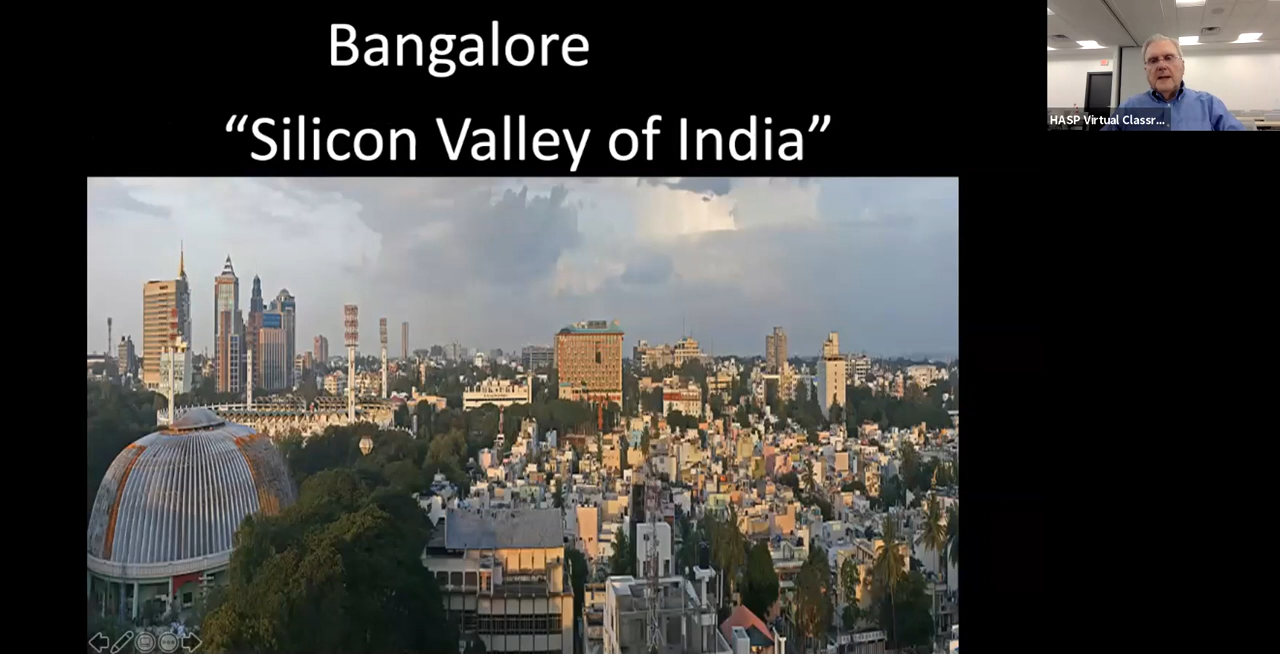 Bangalore
“Silicon Valley of India”
HASP Virtual Classr...